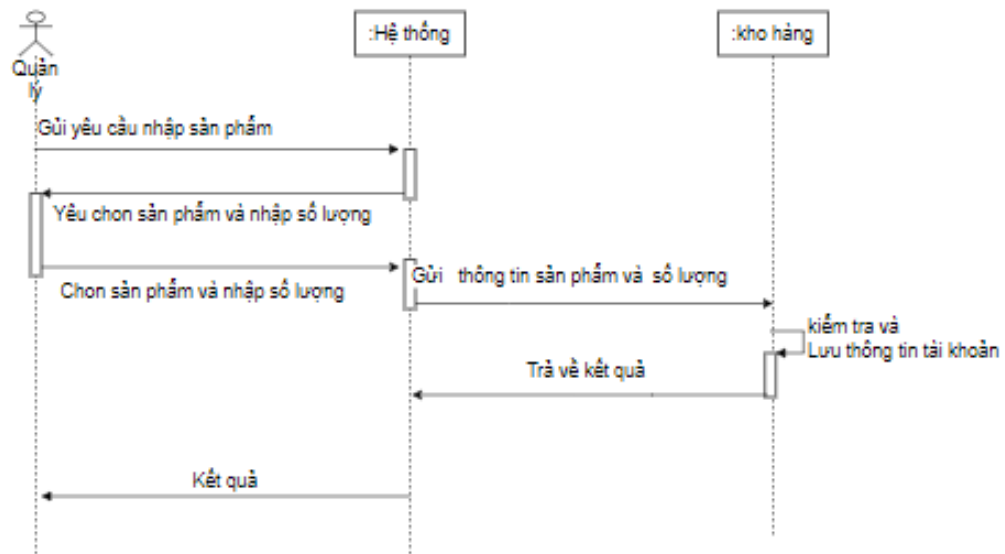 :Hệ thống
:kho hàng
Quản
lý
Gủi yêu cầu nhập sản phẩm
Yêu chon sản phẩm và nhập số lượng
Gửi thông tin sản phẩm và số lượng
Chon sản phẩm và nhập số lượng
kiểm tra và
Lưu thông tin tài khoản
Trả về kết quả
Kết quả